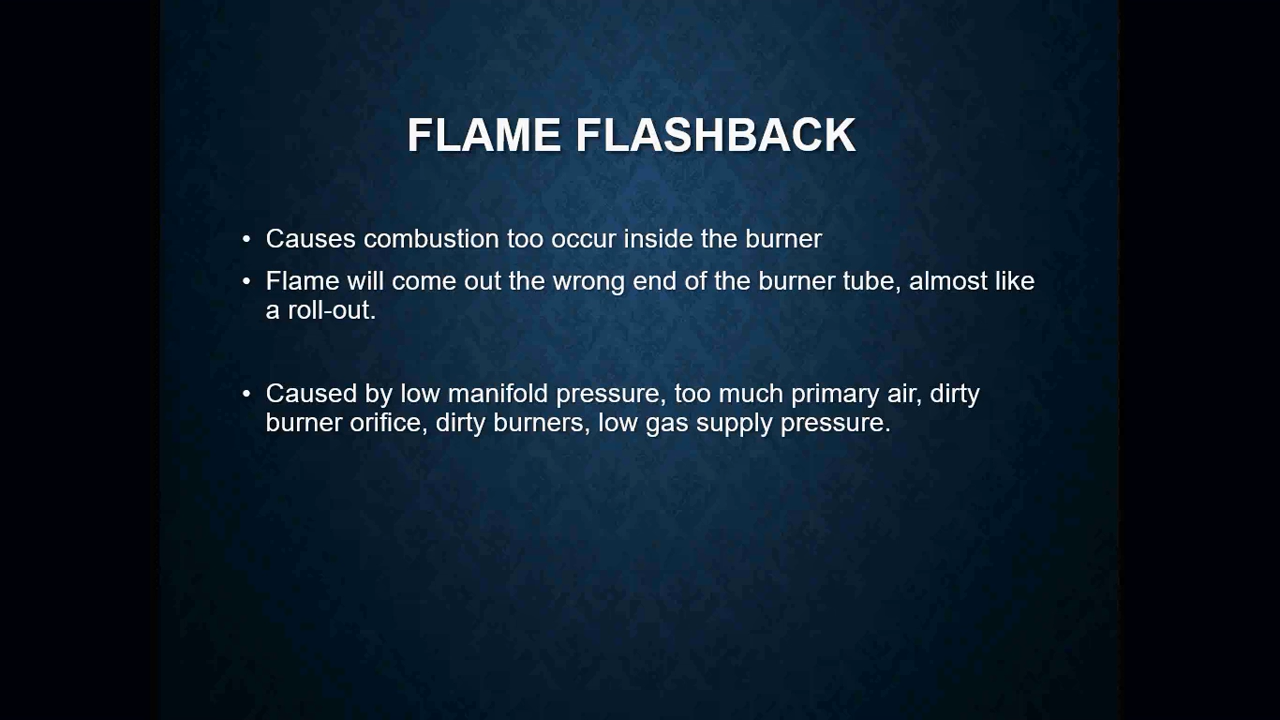 FLAME FLASHBACK
• Causes combustion too occur inside the burner
• Flame will come out the wrong end of the burner tube, almost like
a roll-out.
• Caused by low manifold pressure, too much primary air, dirty
burner orifice, dirty burners, low gas supply pressure.